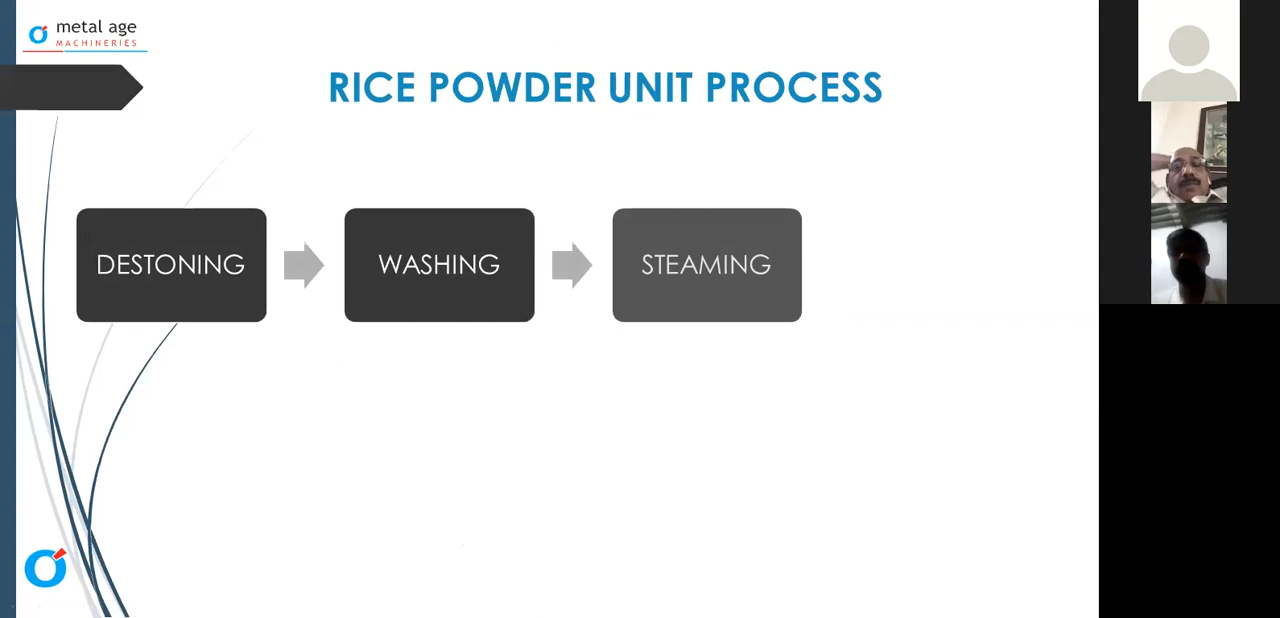 metal age
MACHINERIES
RICE POWDER UNIT PROCESS
DESTONING
WASHING
STEAMING